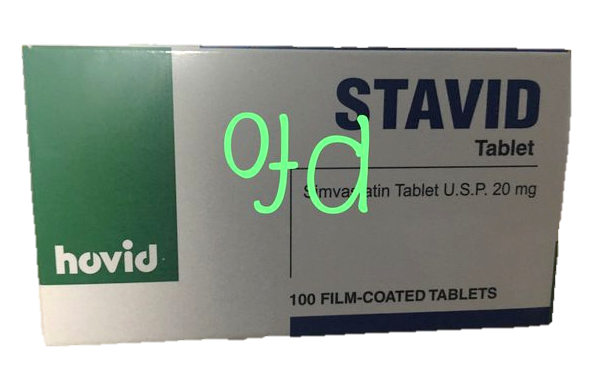 STAVID
Tablet
Simvastatin Tablet U.S.P. 20 mg
hovid
100 FILM-COATED TABLETS